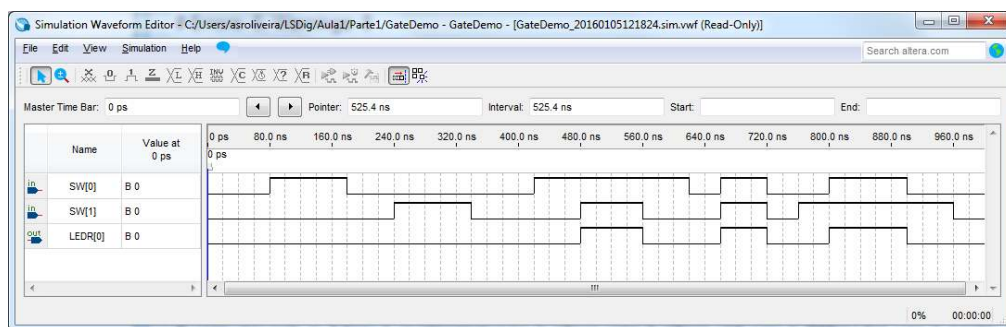 Simulation Waveform Editor - C:/Users/asroliveira/LSDig/Aula1/Parte1/GateDemo - GateDemo - [GateDemo_20160105121824.sim.vwf (Read-Only)]
File Edit View Simulation Help Search altera.com
Master Time Bar: 0 ps Pointer: 525.4 ns Interval: 525.4 ns Start: End:
Name Value at 0 ps 80.0 ns 160.0 ns 240.0 ns 320.0 ns 400.0 ns 480.0 ns 560.0 ns 640.0 ns 720.0 ns 800.0 ns 880.0 ns 960.0 ns
0 ps 0 ps
in SW[0] B 0
in SW[1] B 0
out LEDR[0] B 0
0% 00:00:00